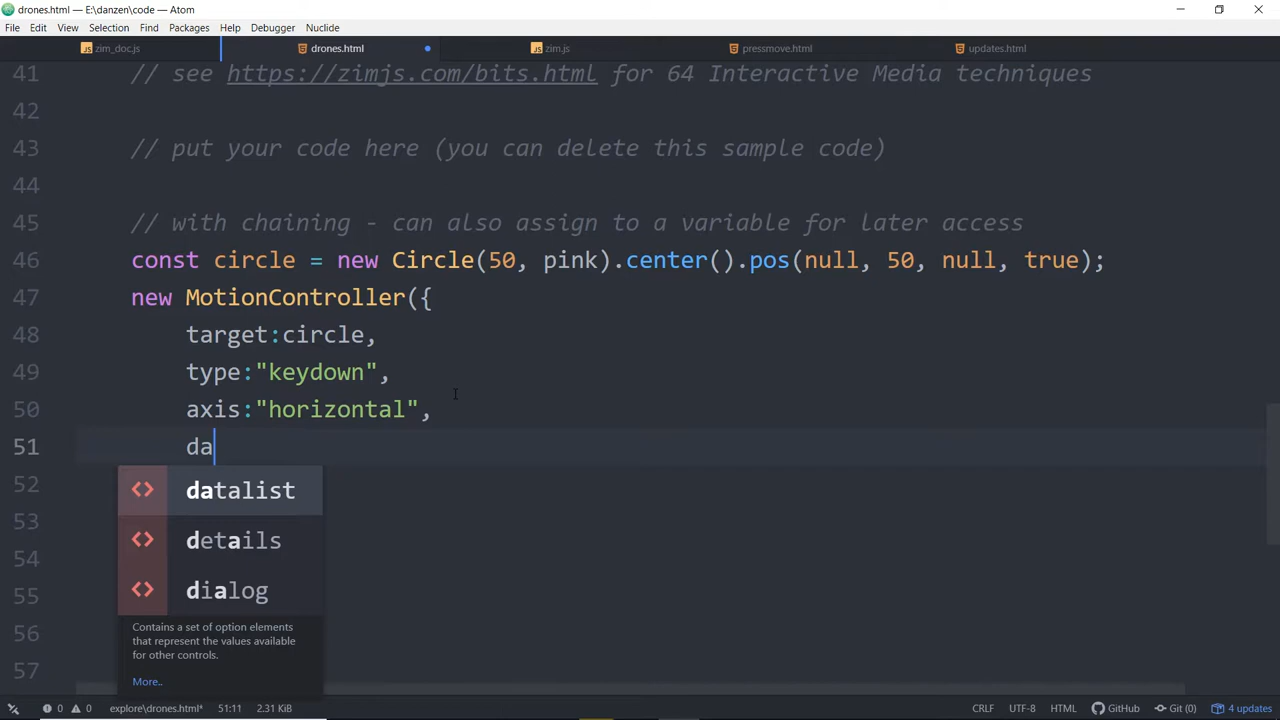 drones.html — E:\danzen\code — Atom
File Edit View Selection Find Packages Help Debugger Nuclide
zim_doc.js drones.html zim.js pressmove.html updates.html
41 // see https://zimjs.com/bits.html for 64 Interactive Media techniques
42
43 // put your code here (you can delete this sample code)
44
45 // with chaining - can also assign to a variable for later access
46 const circle = new Circle(50, pink).center().pos(null, 50, null, true);
47 new MotionController({
48 target:circle,
49 type:"keydown",
50 axis:"horizontal",
51 da
52 <> datalist
53
54 <> details
55 <> dialog
56 Contains a set of option elements
that represent the values available
for other controls.
57
More..
0 0 explore\drones.html* 51:11 2.31 KiB CRLF UTF-8 HTML GitHub Git (0) 4 updates